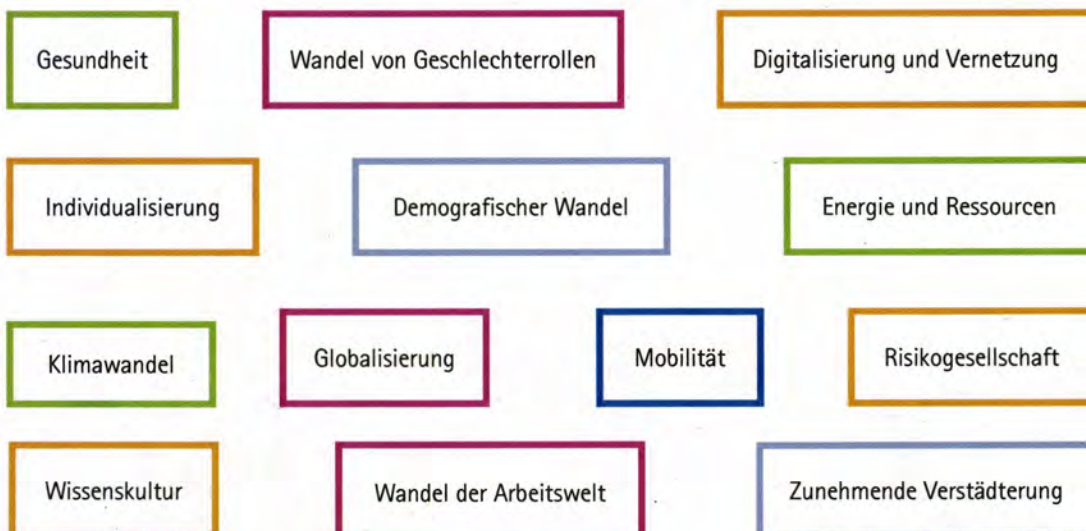 Gesundheit
Wandel von Geschlechterrollen
Digitalisierung und Vernetzung
Individualisierung
Demografischer Wandel
Energie und Ressourcen
Klimawandel
Globalisierung
Mobilität
Risikogesellschaft
Wissenskultur
Wandel der Arbeitswelt
Zunehmende Verstädterung